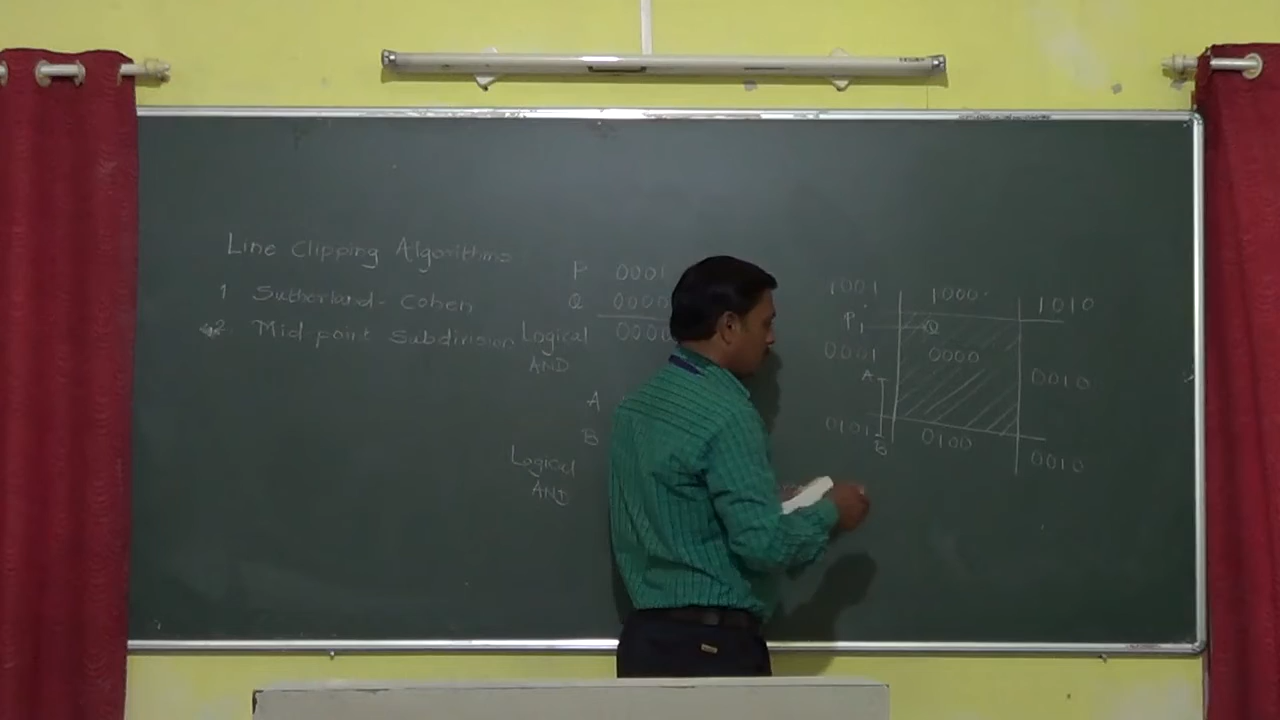 Line Clipping Algorithms
1 Sutherland-Cohen
2. Mid-point Subdivision
P 0001
Q 0000
Logical 0000
AND
A
B
Logical
AND
1001 1000 1010
P1 Q
0001 0000
A 0010
0101 0100
B 0010